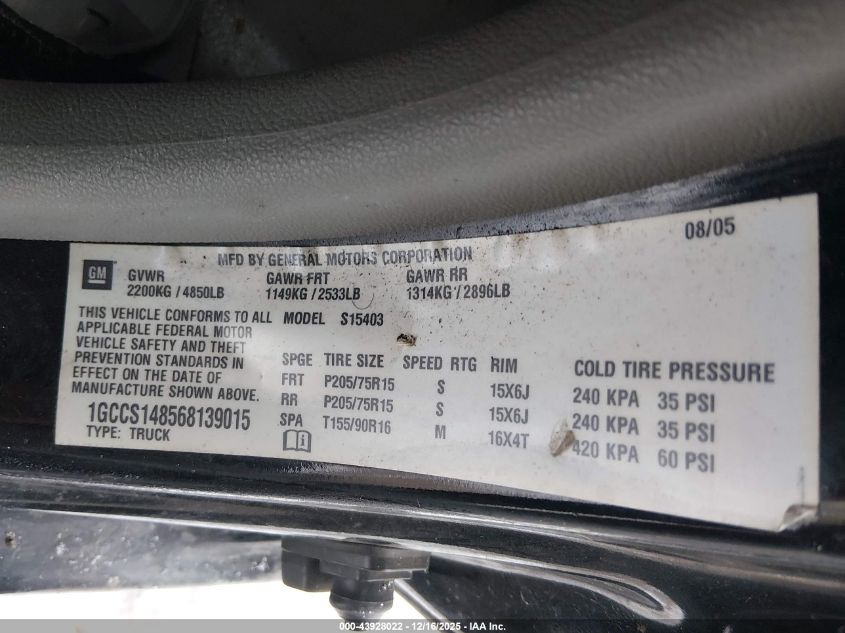 08/05
MFD BY GENERAL MOTORS CORPORATION
GM
GVWR GAWR FRT GAWR RR
2200KG / 4850LB 1149KG / 2533LB 1314KG / 2896LB
THIS VEHICLE CONFORMS TO ALL MODEL S15403
APPLICABLE FEDERAL MOTOR
VEHICLE SAFETY AND THEFT
PREVENTION STANDARDS IN
EFFECT ON THE DATE OF
MANUFACTURE SHOWN ABOVE.
1GCCS148568139015
TYPE: TRUCK
SPGE TIRE SIZE SPEED RTG RIM COLD TIRE PRESSURE
FRT P205/75R15 S 15X6J 240 KPA 35 PSI
RR P205/75R15 S 15X6J 240 KPA 35 PSI
SPA T155/90R16 M 16X4T 420 KPA 60 PSI
000-43928022 - 12/16/2025 - IAA, Inc.